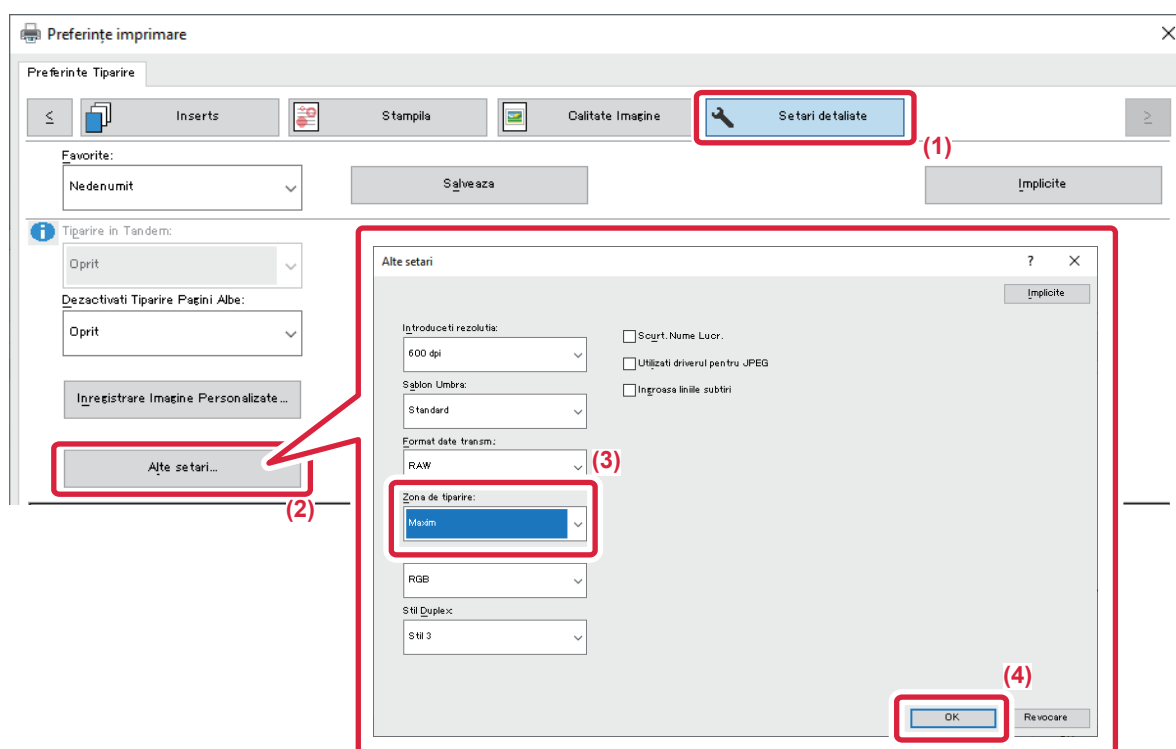 Preferințe imprimare
Preferinte Tiparire
<
Inserts
Stampila
Calitate Imagine
Setari detaliate
>
(1)
Favorite:
Nedenumit
Salveaza
Implicite
Tiparire in Tandem:
Oprit
Dezactivati Tiparire Pagini Albe:
Oprit
Inregistrare Imagine Personalizate...
Alte setari...
(2)
Alte setari
?
Implicite
Introduceti rezolutia:
600 dpi
Sablon Umbra:
Standard
Format date transm.:
RAW
(3)
Zona de tiparire:
Maxim
RGB
Stil Duplex:
Stil 3
Scurt. Nume Lucr.
Utilizati driverul pentru JPEG
Ingroasa liniile subtiri
(4)
OK
Revocare